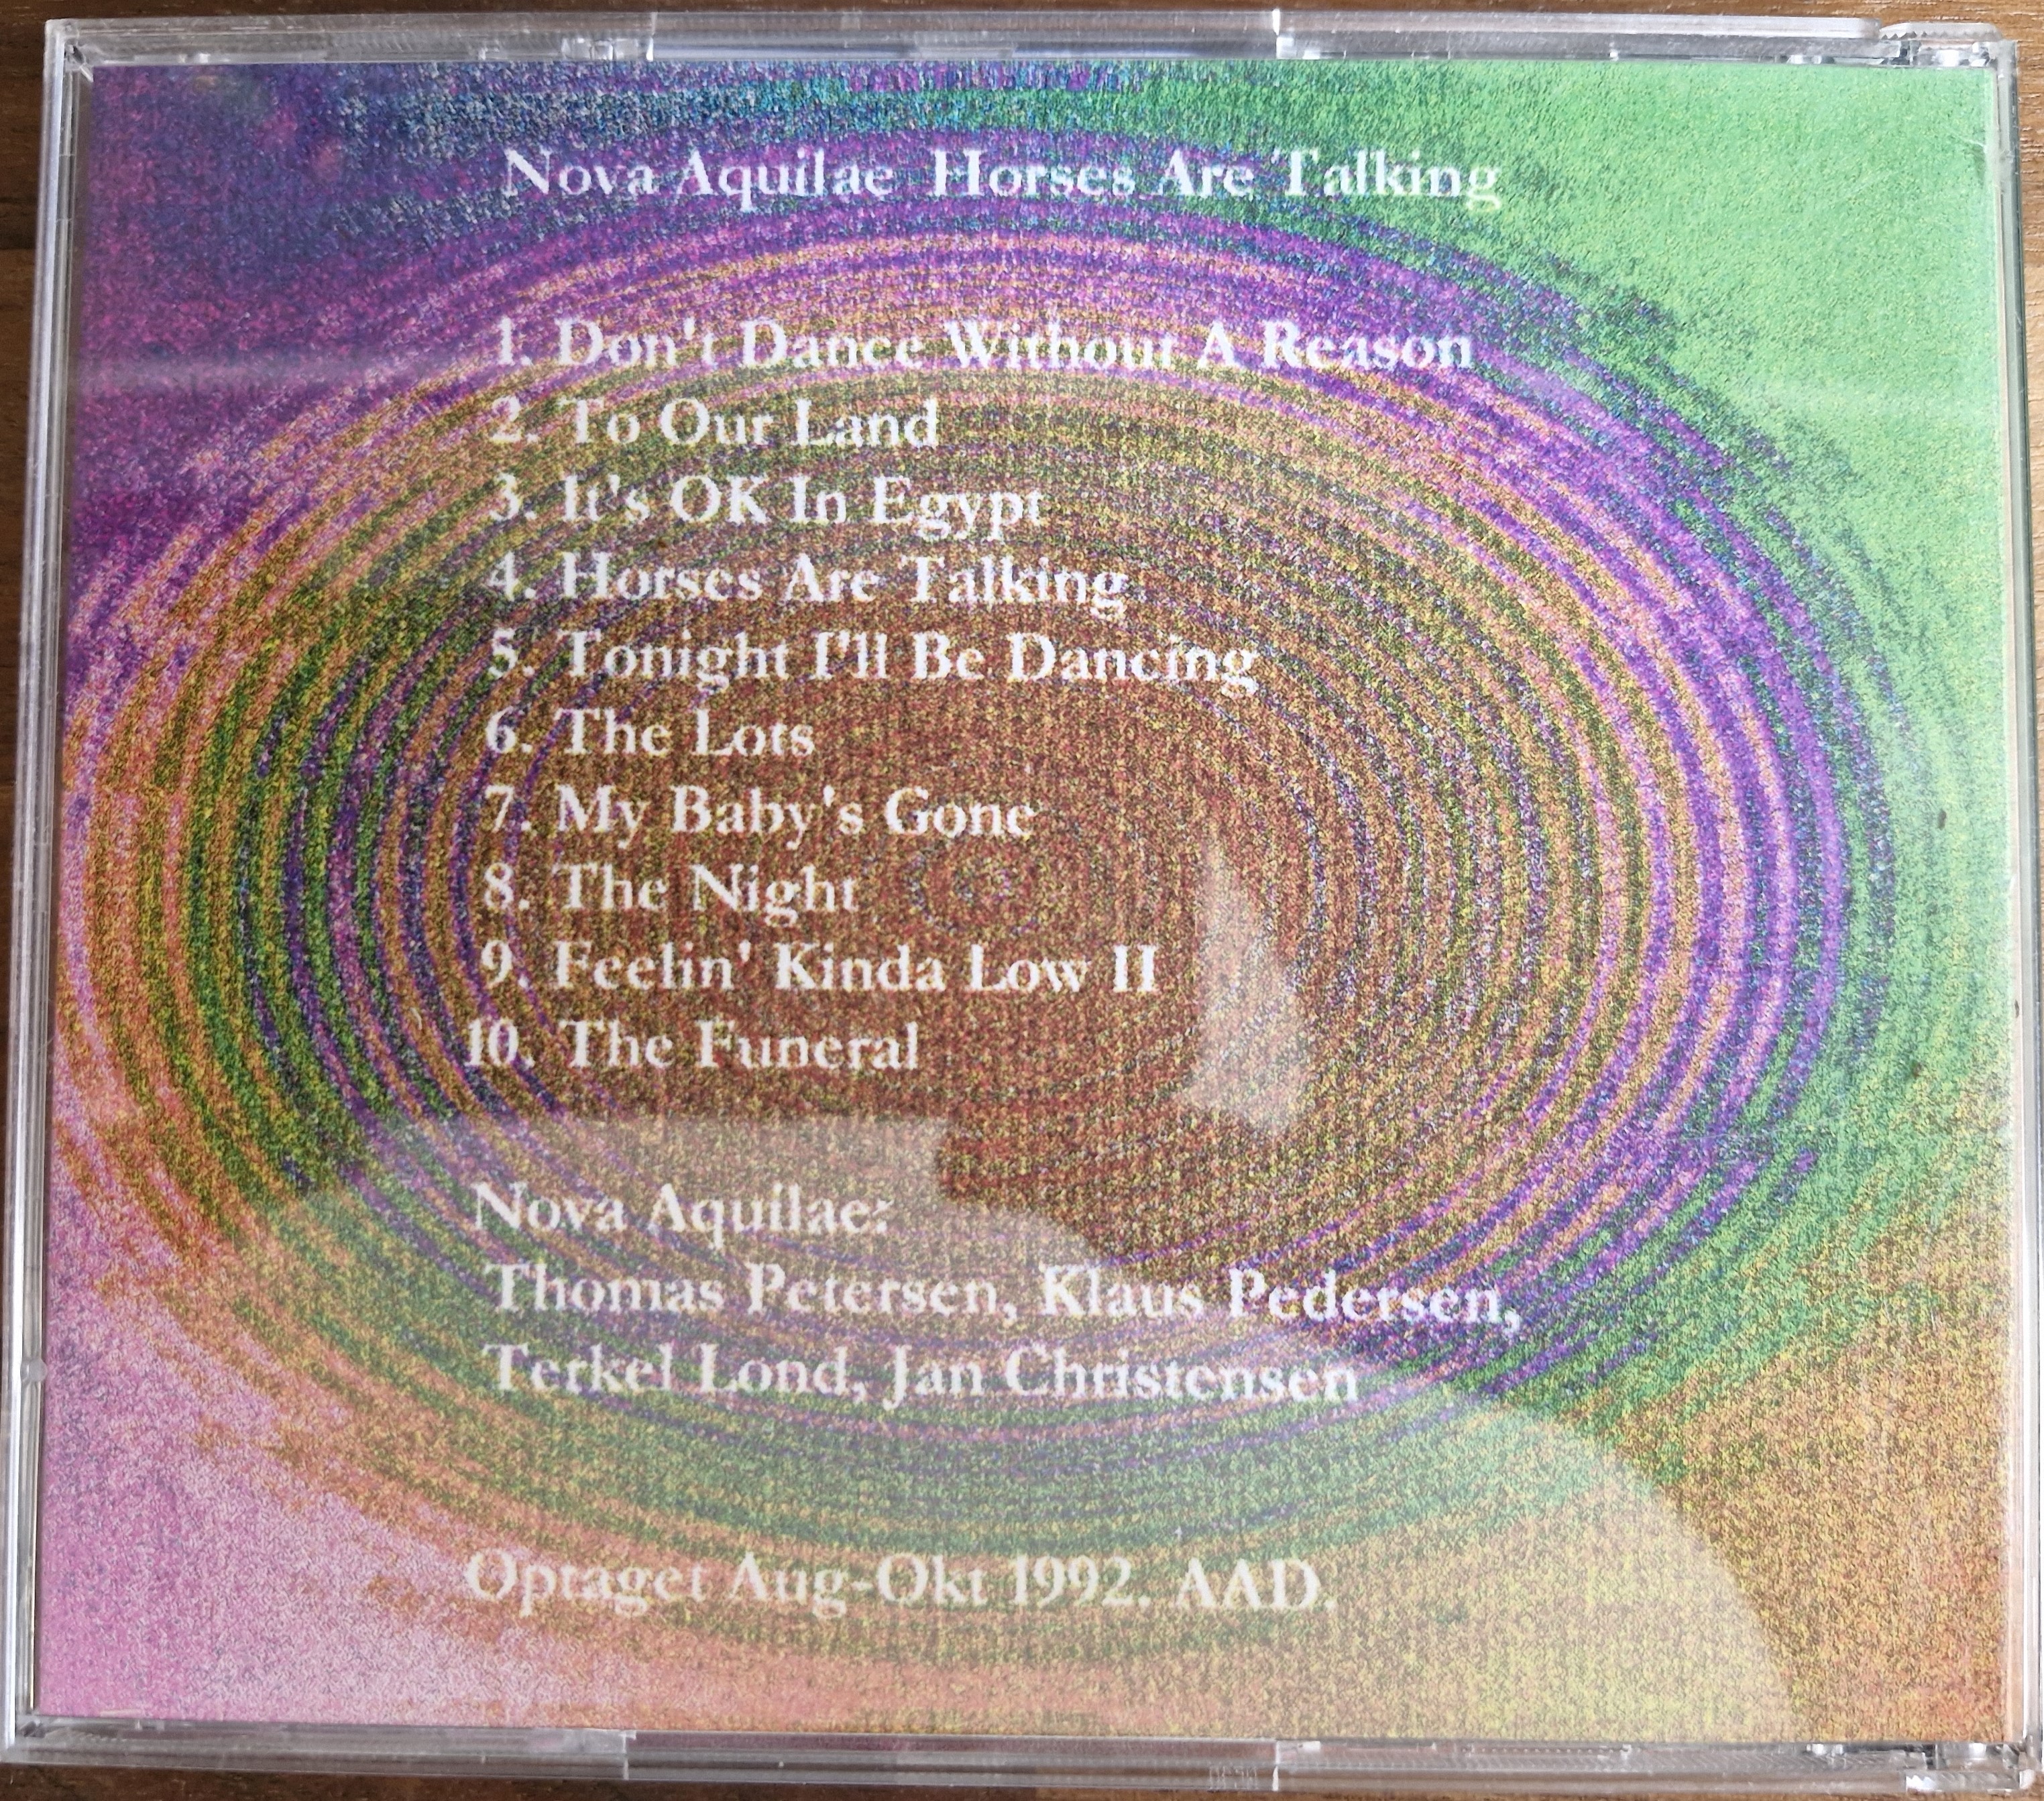 Nova Aquilae Horses Are Talking
1. Don't Dance Without A Reason
2. To Our Land
3. It's OK In Egypt
4. Horses Are Talking
5. Tonight I'll Be Dancing
6. The Lots
7. My Baby's Gone
8. The Night
9. Feelin' Kinda Low II
10. The Funeral
Nova Aquilae:
Thomas Petersen, Klaus Pedersen,
Terkel Lond, Jan Christensen
Optaget Aug-Okt 1992. AAD.